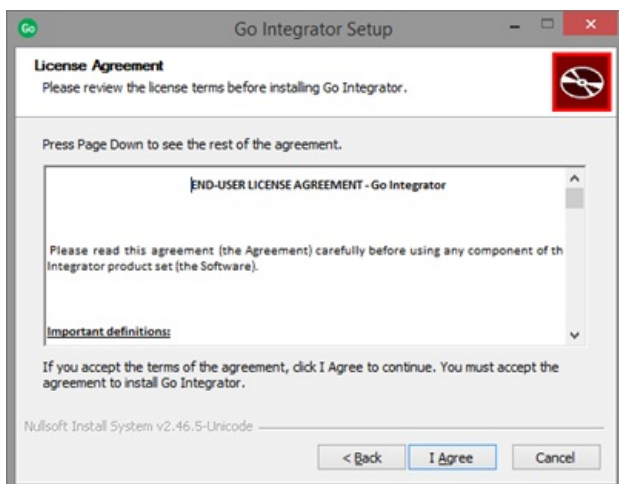 Go
Go Integrator Setup
License Agreement
Please review the license terms before installing Go Integrator.
Press Page Down to see the rest of the agreement.
END-USER LICENSE AGREEMENT - Go Integrator
Please read this agreement (the Agreement) carefully before using any component of th
Integrator product set (the Software).
Important definitions:
If you accept the terms of the agreement, click I Agree to continue. You must accept the
agreement to install Go Integrator.
Nullsoft Install System v2.46.5-Unicode
< Back
I Agree
Cancel